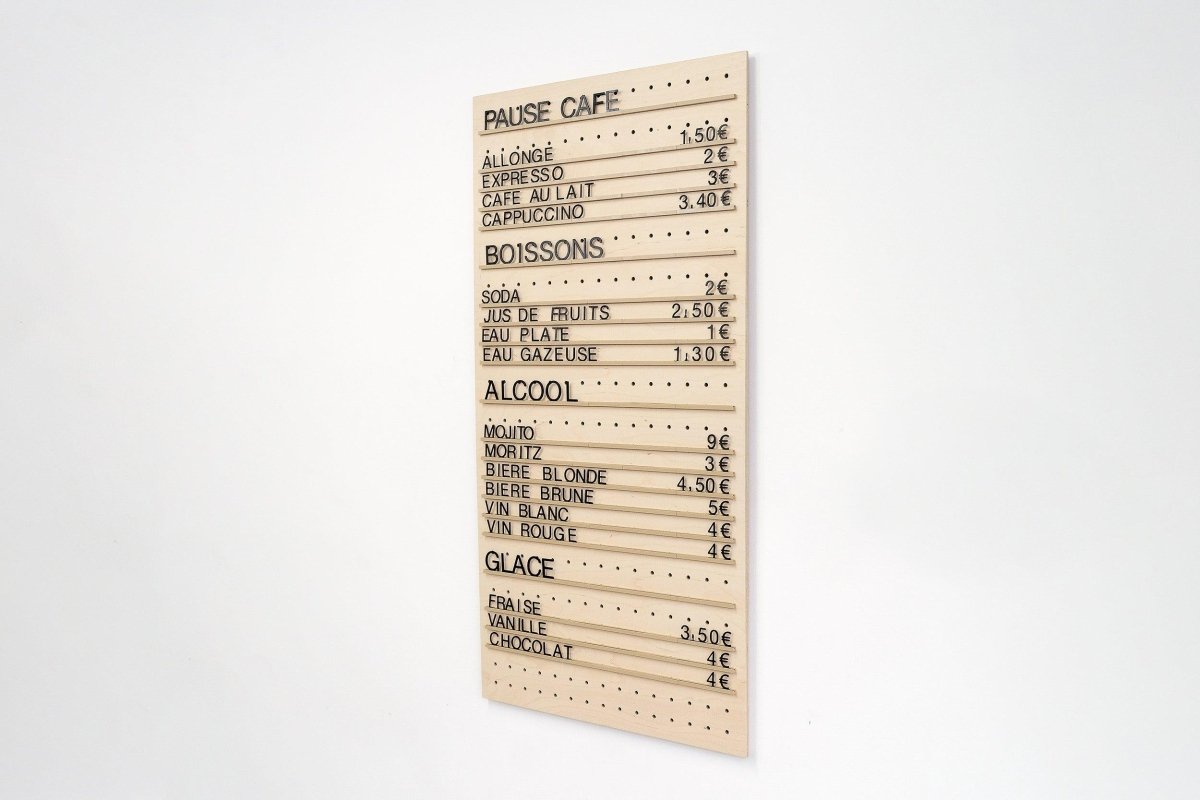 PAUSE CAFE
ALLONGE 1,50€
EXPRESSO 2€
CAFE AU LAIT 3€
CAPPUCCINO 3.40€
BOISSONS
SODA 2€
JUS DE FRUITS 2,50€
EAU PLATE 1€
EAU GAZEUSE 1,30€
ALCOOL
MOJITO 9€
MORITZ 3€
BIERE BLONDE 4,50€
BIERE BRUNE 5€
VIN BLANC 4€
VIN ROUGE 4€
GLACE
FRAISE 3,50€
VANILLE 4€
CHOCOLAT 4€